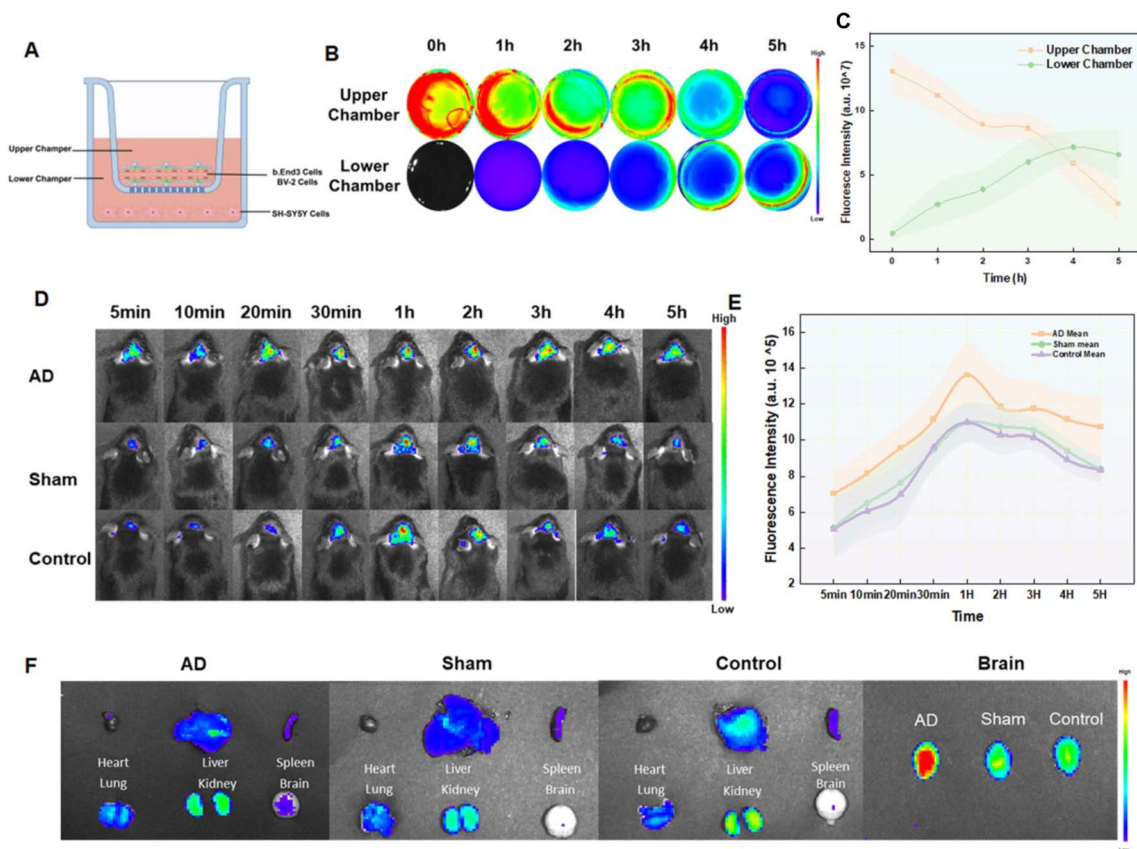 A
Upper Champer
Lower Champer
b.End3 Cells
BV-2 Cells
SH-SY5Y Cells
B
0h 1h 2h 3h 4h 5h
Upper
Chamber
Lower
Chamber
High
Low
C
Fluoresce Intensity (a.u. 10^7)
15
10
5
0
Upper Chamber
Lower Chamber
0 1 2 3 4 5
Time (h)
D
5min 10min 20min 30min 1h 2h 3h 4h 5h
AD
Sham
Control
High
Low
E
Fluorescence Intensity (a.u. 10 ^5)
16
14
12
10
8
6
4
2
AD Mean
Sham mean
Control Mean
5min 10min 20min 30min 1H 2H 3H 4H 5H
Time
F
AD Sham Control Brain
Heart Liver Spleen
Lung Kidney Brain
Heart Liver Spleen
Lung Kidney Brain
Heart Liver Spleen
Lung Kidney Brain
AD Sham Control
High